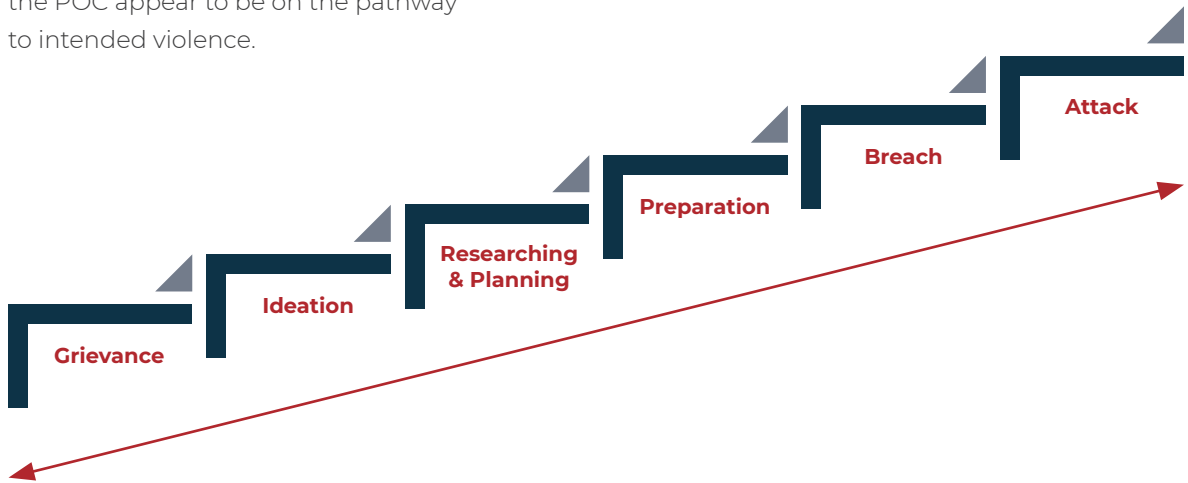 the POC appear to be on the pathway
to intended violence.
Grievance
Ideation
Researching
& Planning
Preparation
Breach
Attack